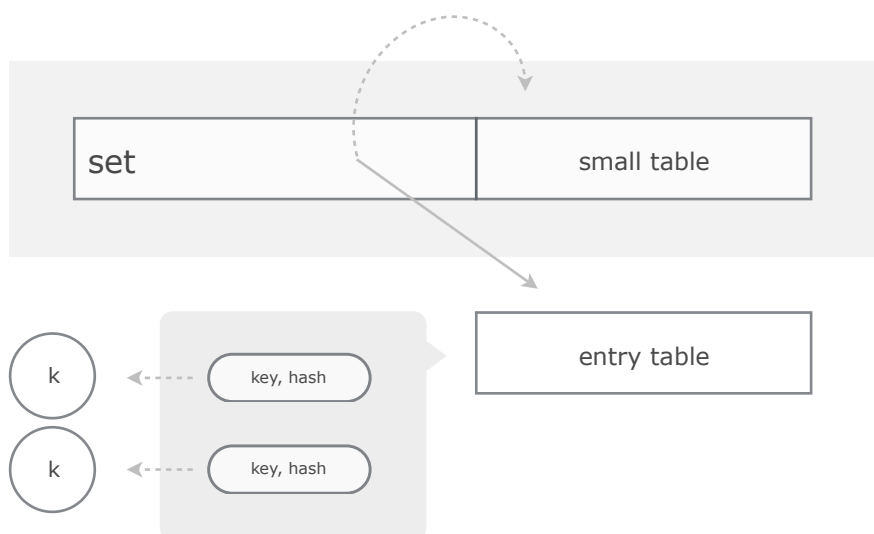 set
small table
entry table
k
key, hash
k
key, hash